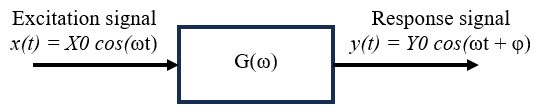 Excitation signal
x(t) = X0 cos(ωt)
G(ω)
Response signal
y(t) = Y0 cos(ωt + φ)